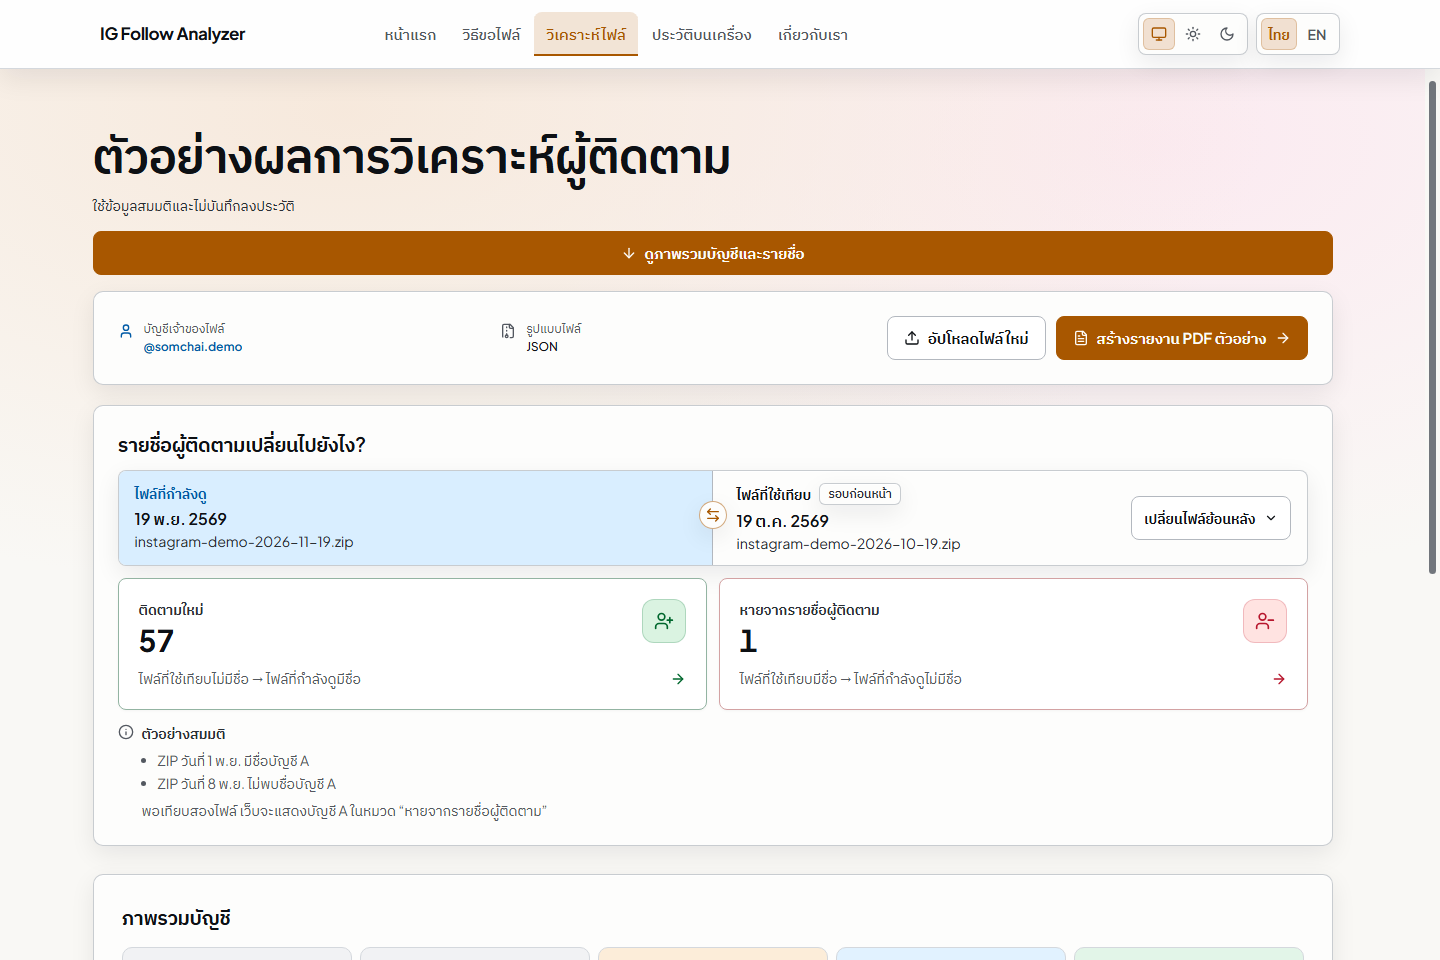 IG Follow Analyzer
หน้าแรก
วิธีขอไฟล์
วิเคราะห์ไฟล์
ประวัติบนเครื่อง
เกี่ยวกับเรา
ไทย
EN
ตัวอย่างผลการวิเคราะห์ผู้ติดตาม
ใช้ข้อมูลสมมติและไม่บันทึกลงประวัติ
ดูภาพรวมบัญชีและรายชื่อ
บัญชีเจ้าของไฟล์
@somchai.demo
รูปแบบไฟล์
JSON
อัปโหลดไฟล์ใหม่
สร้างรายงาน PDF ตัวอย่าง
รายชื่อผู้ติดตามเปลี่ยนไปยังไง?
ไฟล์ที่กำลังดู
19 พ.ย. 2569
instagram-demo-2026-11-19.zip
ไฟล์ที่ใช้เทียบ
รอบก่อนหน้า
19 ต.ค. 2569
instagram-demo-2026-10-19.zip
เปลี่ยนไฟล์ย้อนหลัง
ติดตามใหม่
57
ไฟล์ที่ใช้เทียบไม่มีชื่อ → ไฟล์ที่กำลังดูมีชื่อ
หายจากรายชื่อผู้ติดตาม
1
ไฟล์ที่ใช้เทียบมีชื่อ → ไฟล์ที่กำลังดูไม่มีชื่อ
ตัวอย่างสมมติ
• ZIP วันที่ 1 พ.ย. มีชื่อบัญชี A
• ZIP วันที่ 8 พ.ย. ไม่พบชื่อบัญชี A
พอเทียบสองไฟล์ เว็บจะแสดงบัญชี A ในหมวด “หายจากรายชื่อผู้ติดตาม”
ภาพรวมบัญชี